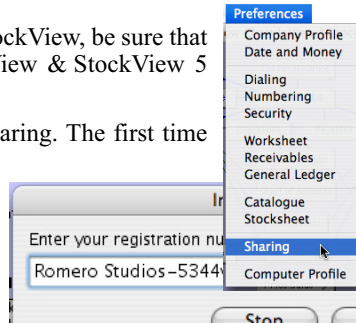 ockView, be sure that
View & StockView 5
aring. The first time
Preferences
Company Profile
Date and Money
Dialing
Numbering
Security
Worksheet
Receivables
General Ledger
Catalogue
Stocksheet
Sharing
Computer Profile
Enter your registration nu
Romero Studios-5344
Stop